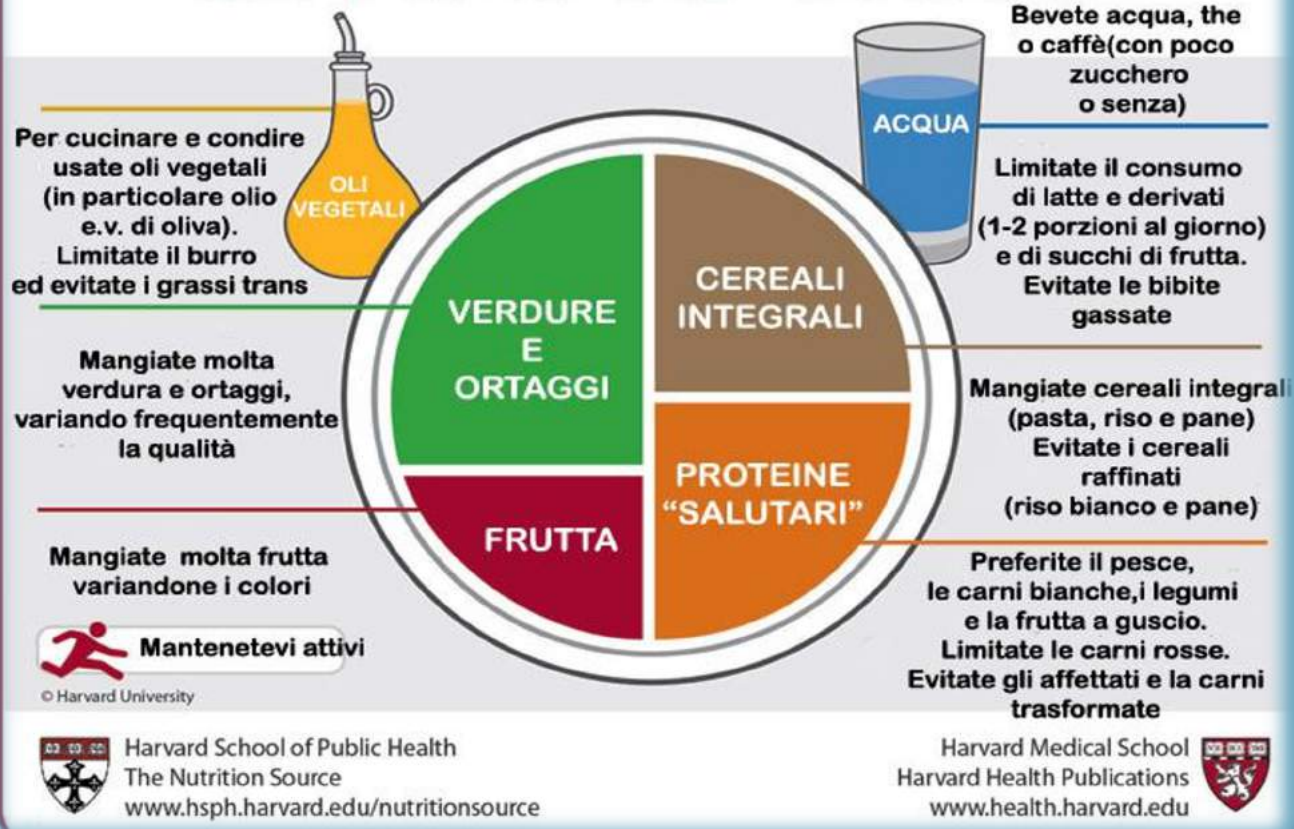 Per cucinare e condire
usate oli vegetali
(in particolare olio
e.v. di oliva).
Limitate il burro
ed evitate i grassi trans
Mangiate molta
verdura e ortaggi,
variando frequentemente
la qualità
Mangiate molta frutta
variandone i colori
Mantenetevi attivi
© Harvard University
OLI
VEGETALI
VERDURE
E
ORTAGGI
FRUTTA
CEREALI
INTEGRALI
PROTEINE
“SALUTARI”
ACQUA
Bevete acqua, the
o caffè(con poco
zucchero
o senza)
Limitate il consumo
di latte e derivati
(1-2 porzioni al giorno)
e di succhi di frutta.
Evitate le bibite
gassate
Mangiate cereali integrali
(pasta, riso e pane)
Evitate i cereali
raffinati
(riso bianco e pane)
Preferite il pesce,
le carni bianche,i legumi
e la frutta a guscio.
Limitate le carni rosse.
Evitate gli affettati e la carni
trasformate
Harvard School of Public Health
The Nutrition Source
www.hsph.harvard.edu/nutritionsource
Harvard Medical School
Harvard Health Publications
www.health.harvard.edu